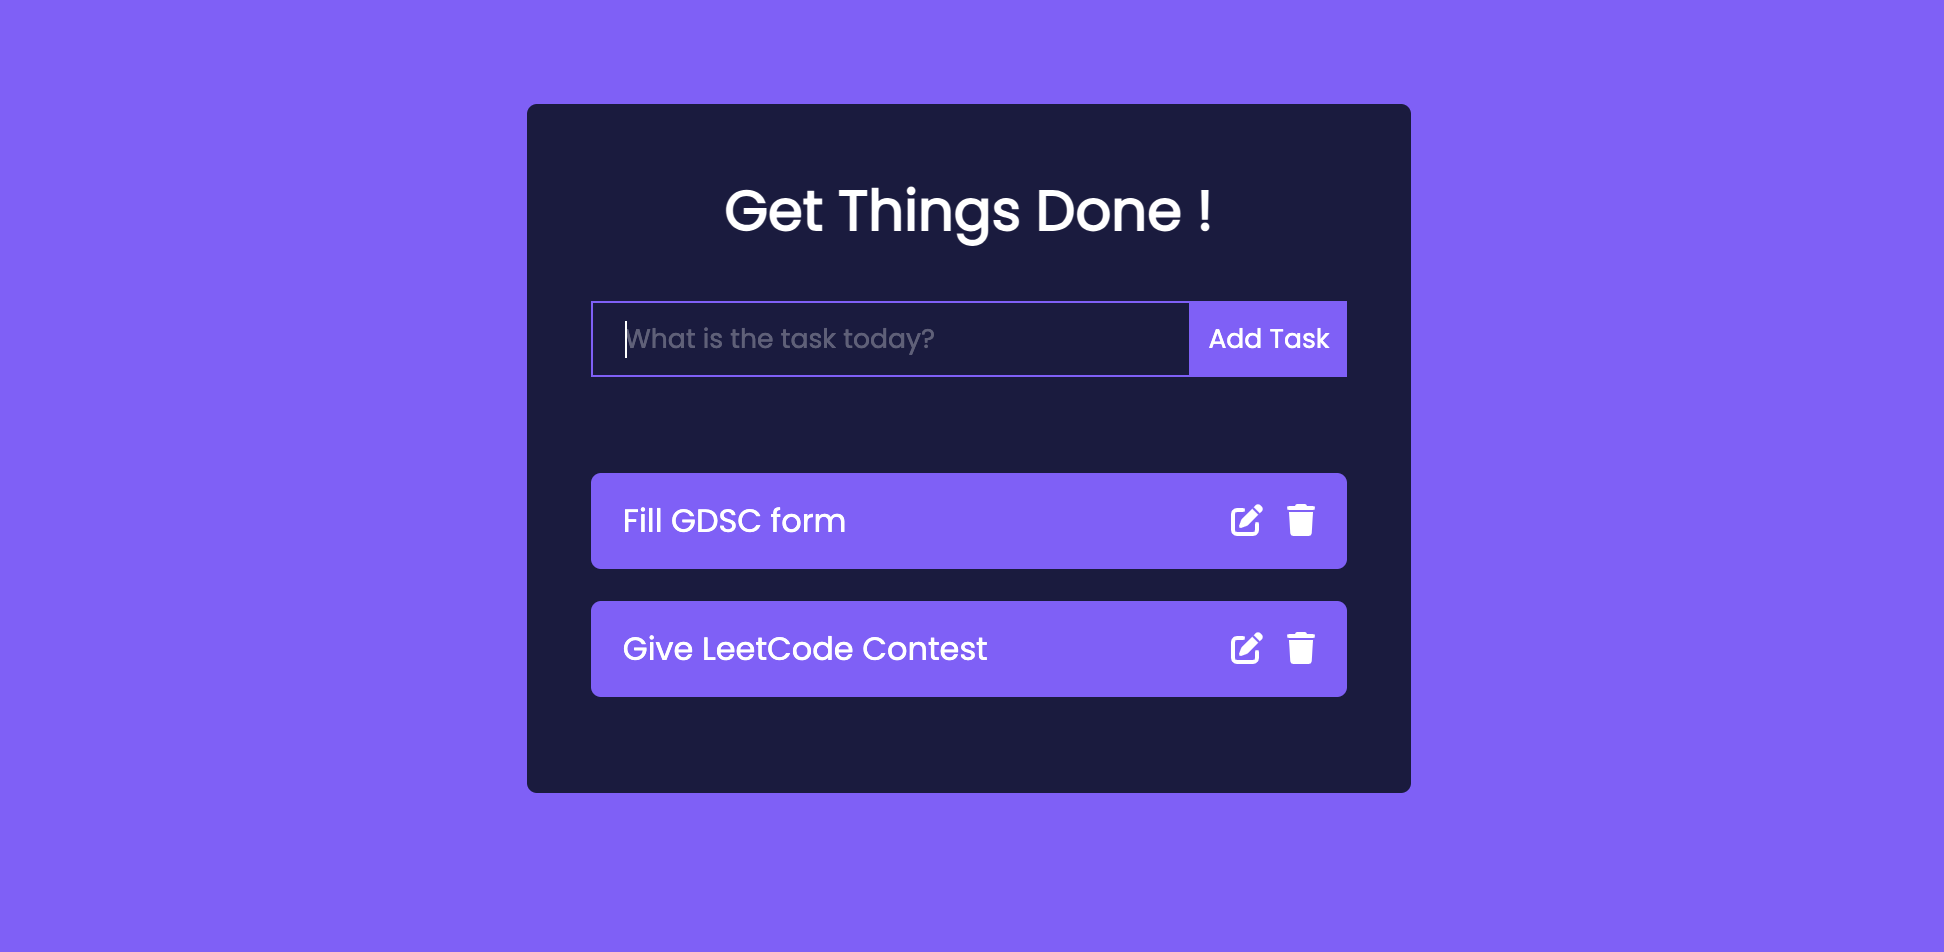 Get Things Done !
What is the task today?
Add Task
Fill GDSC form
Give LeetCode Contest